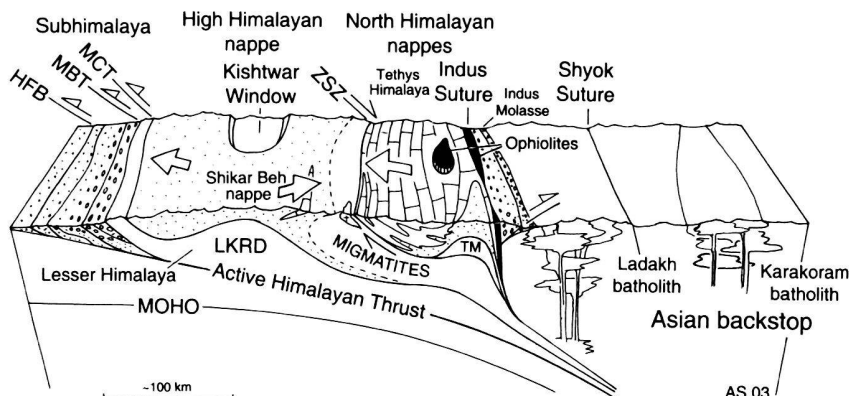 Subhimalaya
High Himalayan
nappe
North Himalayan
nappes
HFB
MBT
MCT
Kishtwar
Window
ZSZ
Tethys
Himalaya
Indus
Suture
Indus
Molasse
Shyok
Suture
Ophiolites
A
Shikar Beh
nappe
LKRD
MIGMATITES
TM
Lesser Himalaya
Active Himalayan Thrust
MOHO
Ladakh
batholith
Karakoram
batholith
Asian backstop
~100 km
AS 03